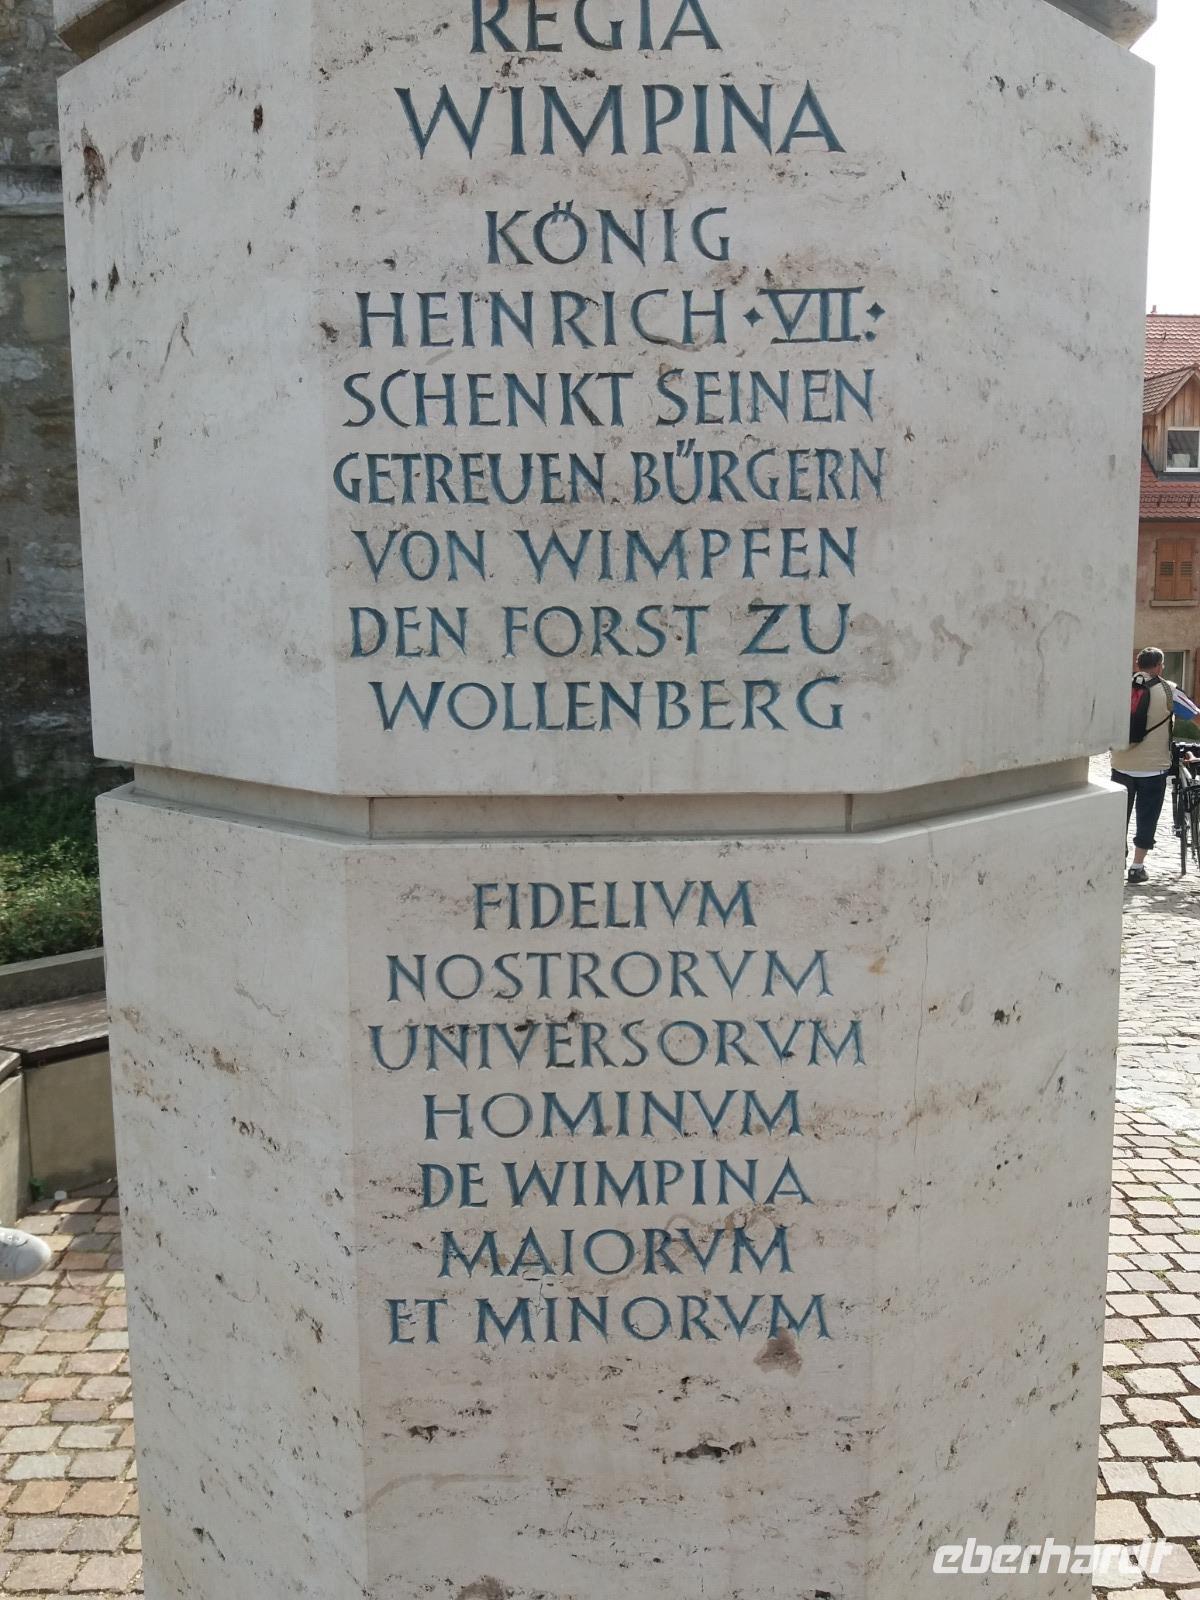 REGIA
WIMPINA
KÖNIG
HEINRICH · VII ·
SCHENKT SEINEN
GETREUEN BÜRGERN
VON WIMPFEN
DEN FORST ZU
WOLLENBERG
FIDELIVM
NOSTRORVM
UNIVERSORVM
HOMINVM
DE WIMPINA
MAIORVM
ET MINORVM
eberhardt